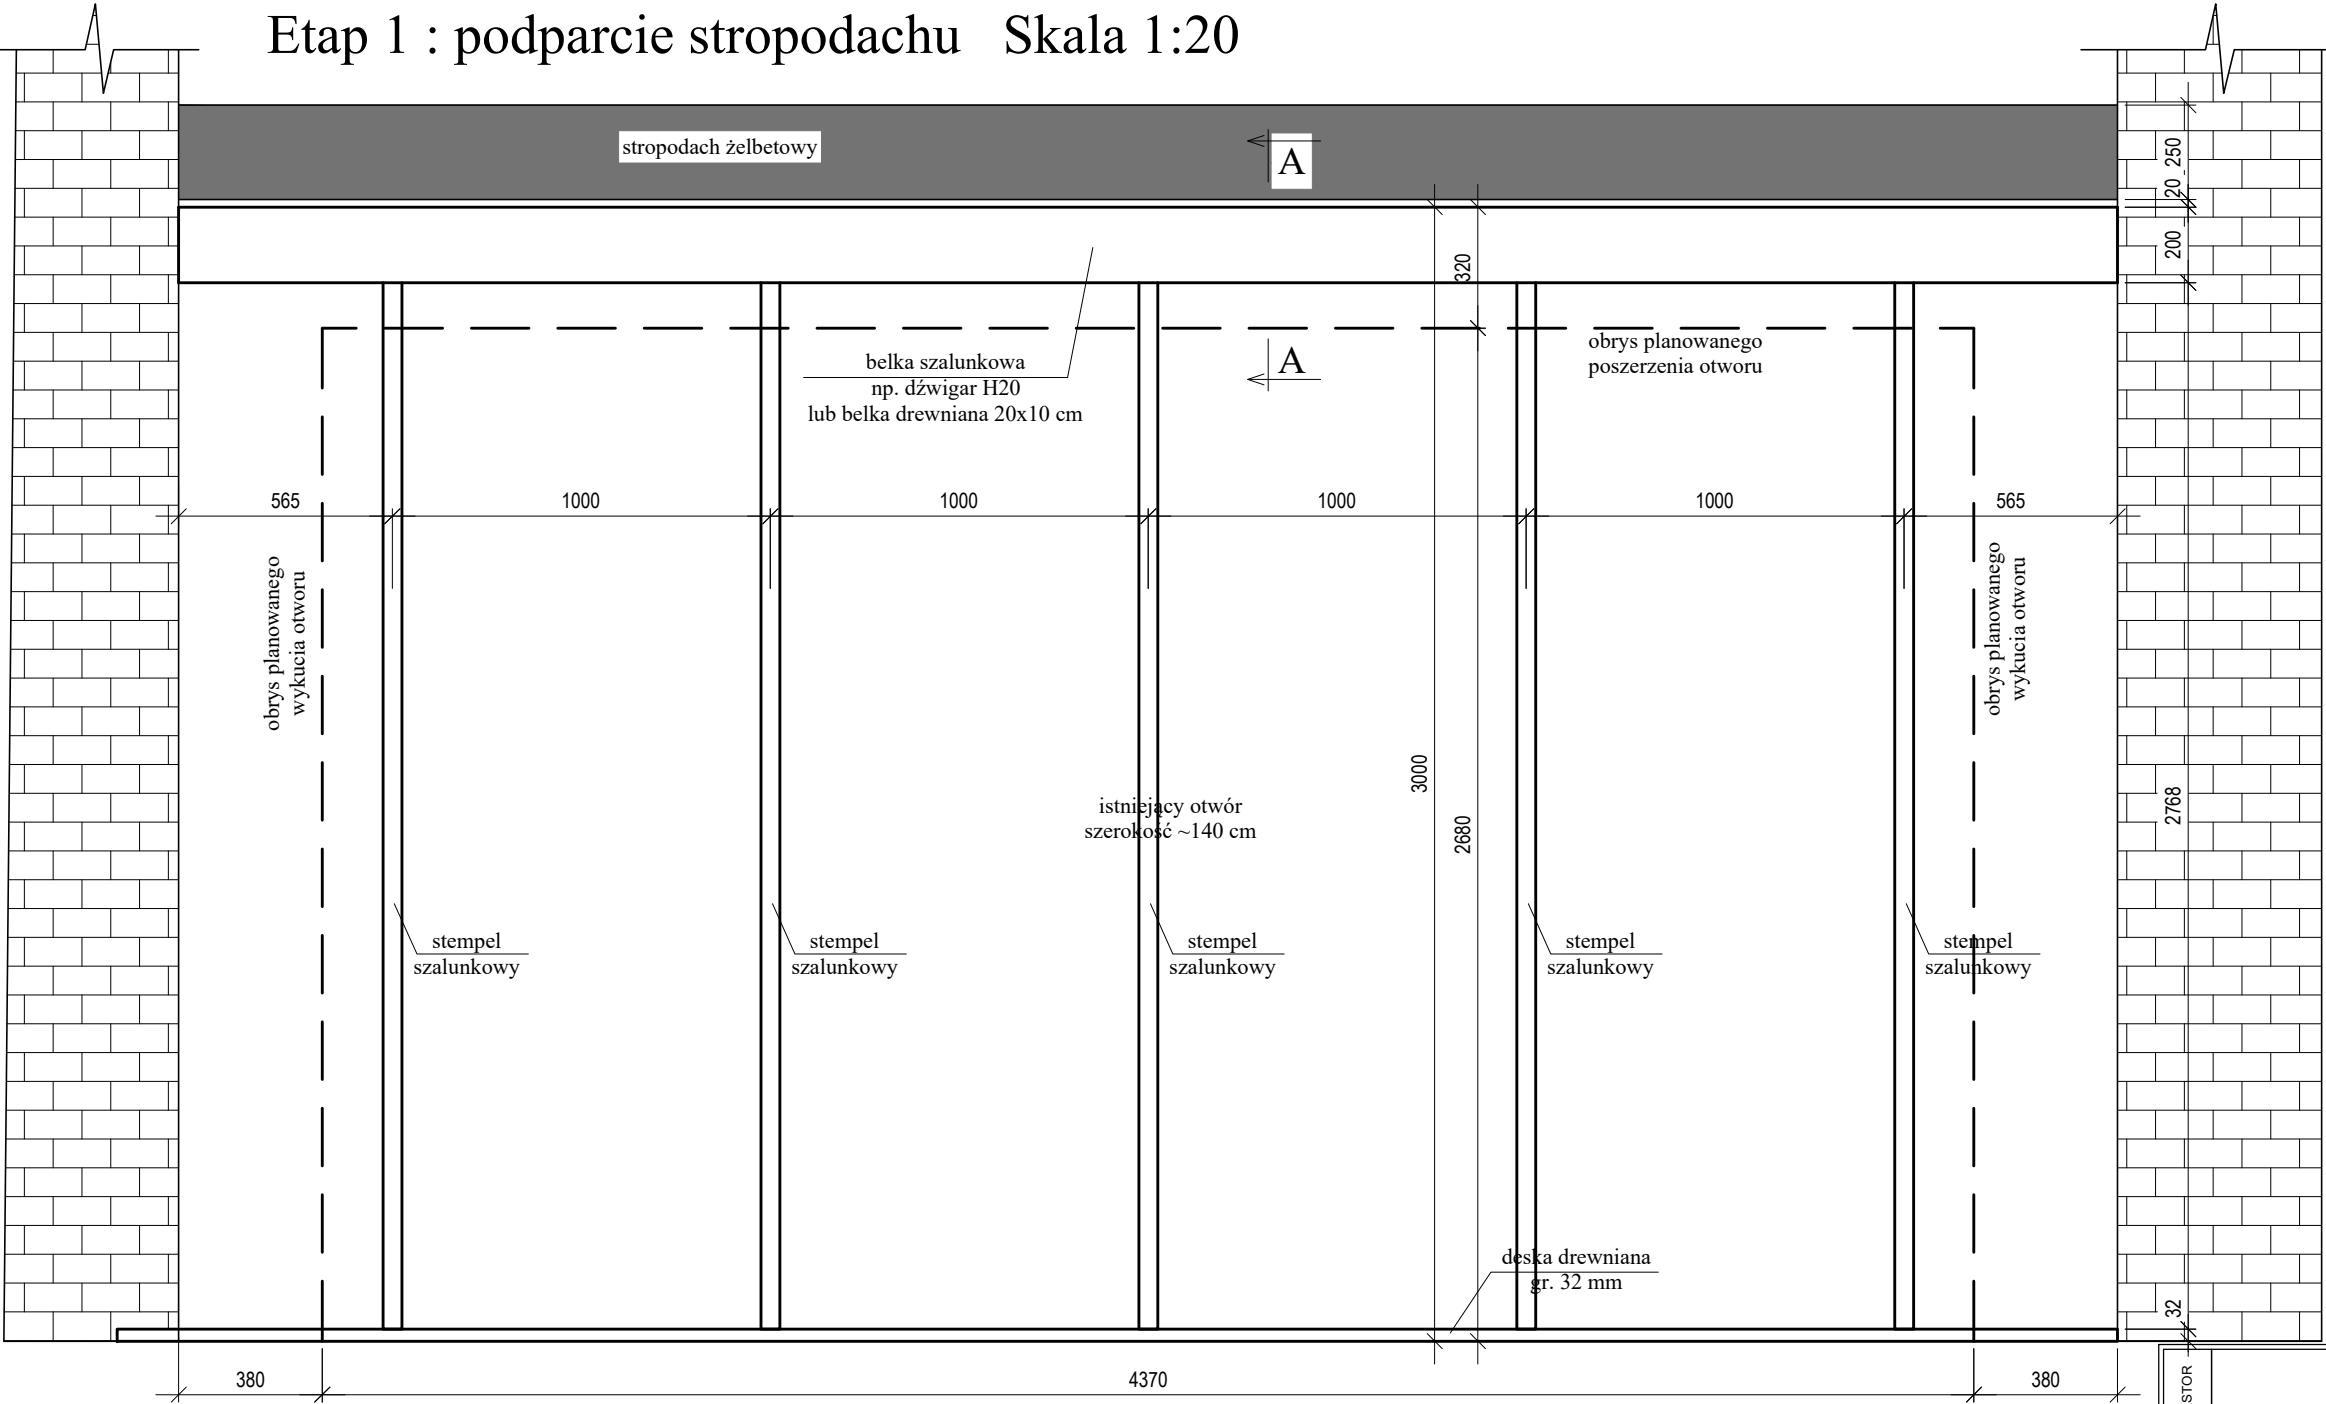 Etap 1 : podparcie stropodachu Skala 1:20
stropodach żelbetowy
A
250
20
200
320
belka szalunkowa
np. dźwigar H20
lub belka drewniana 20x10 cm
A
obrys planowanego
poszerzenia otworu
565
1000
1000
1000
1000
565
obrys planowanego
wykucia otworu
obrys planowanego
wykucia otworu
3000
2680
2768
istniejący otwór
szerokość ~140 cm
stempel
szalunkowy
stempel
szalunkowy
stempel
szalunkowy
stempel
szalunkowy
stempel
szalunkowy
deska drewniana
gr. 32 mm
32
380
4370
380
STOR